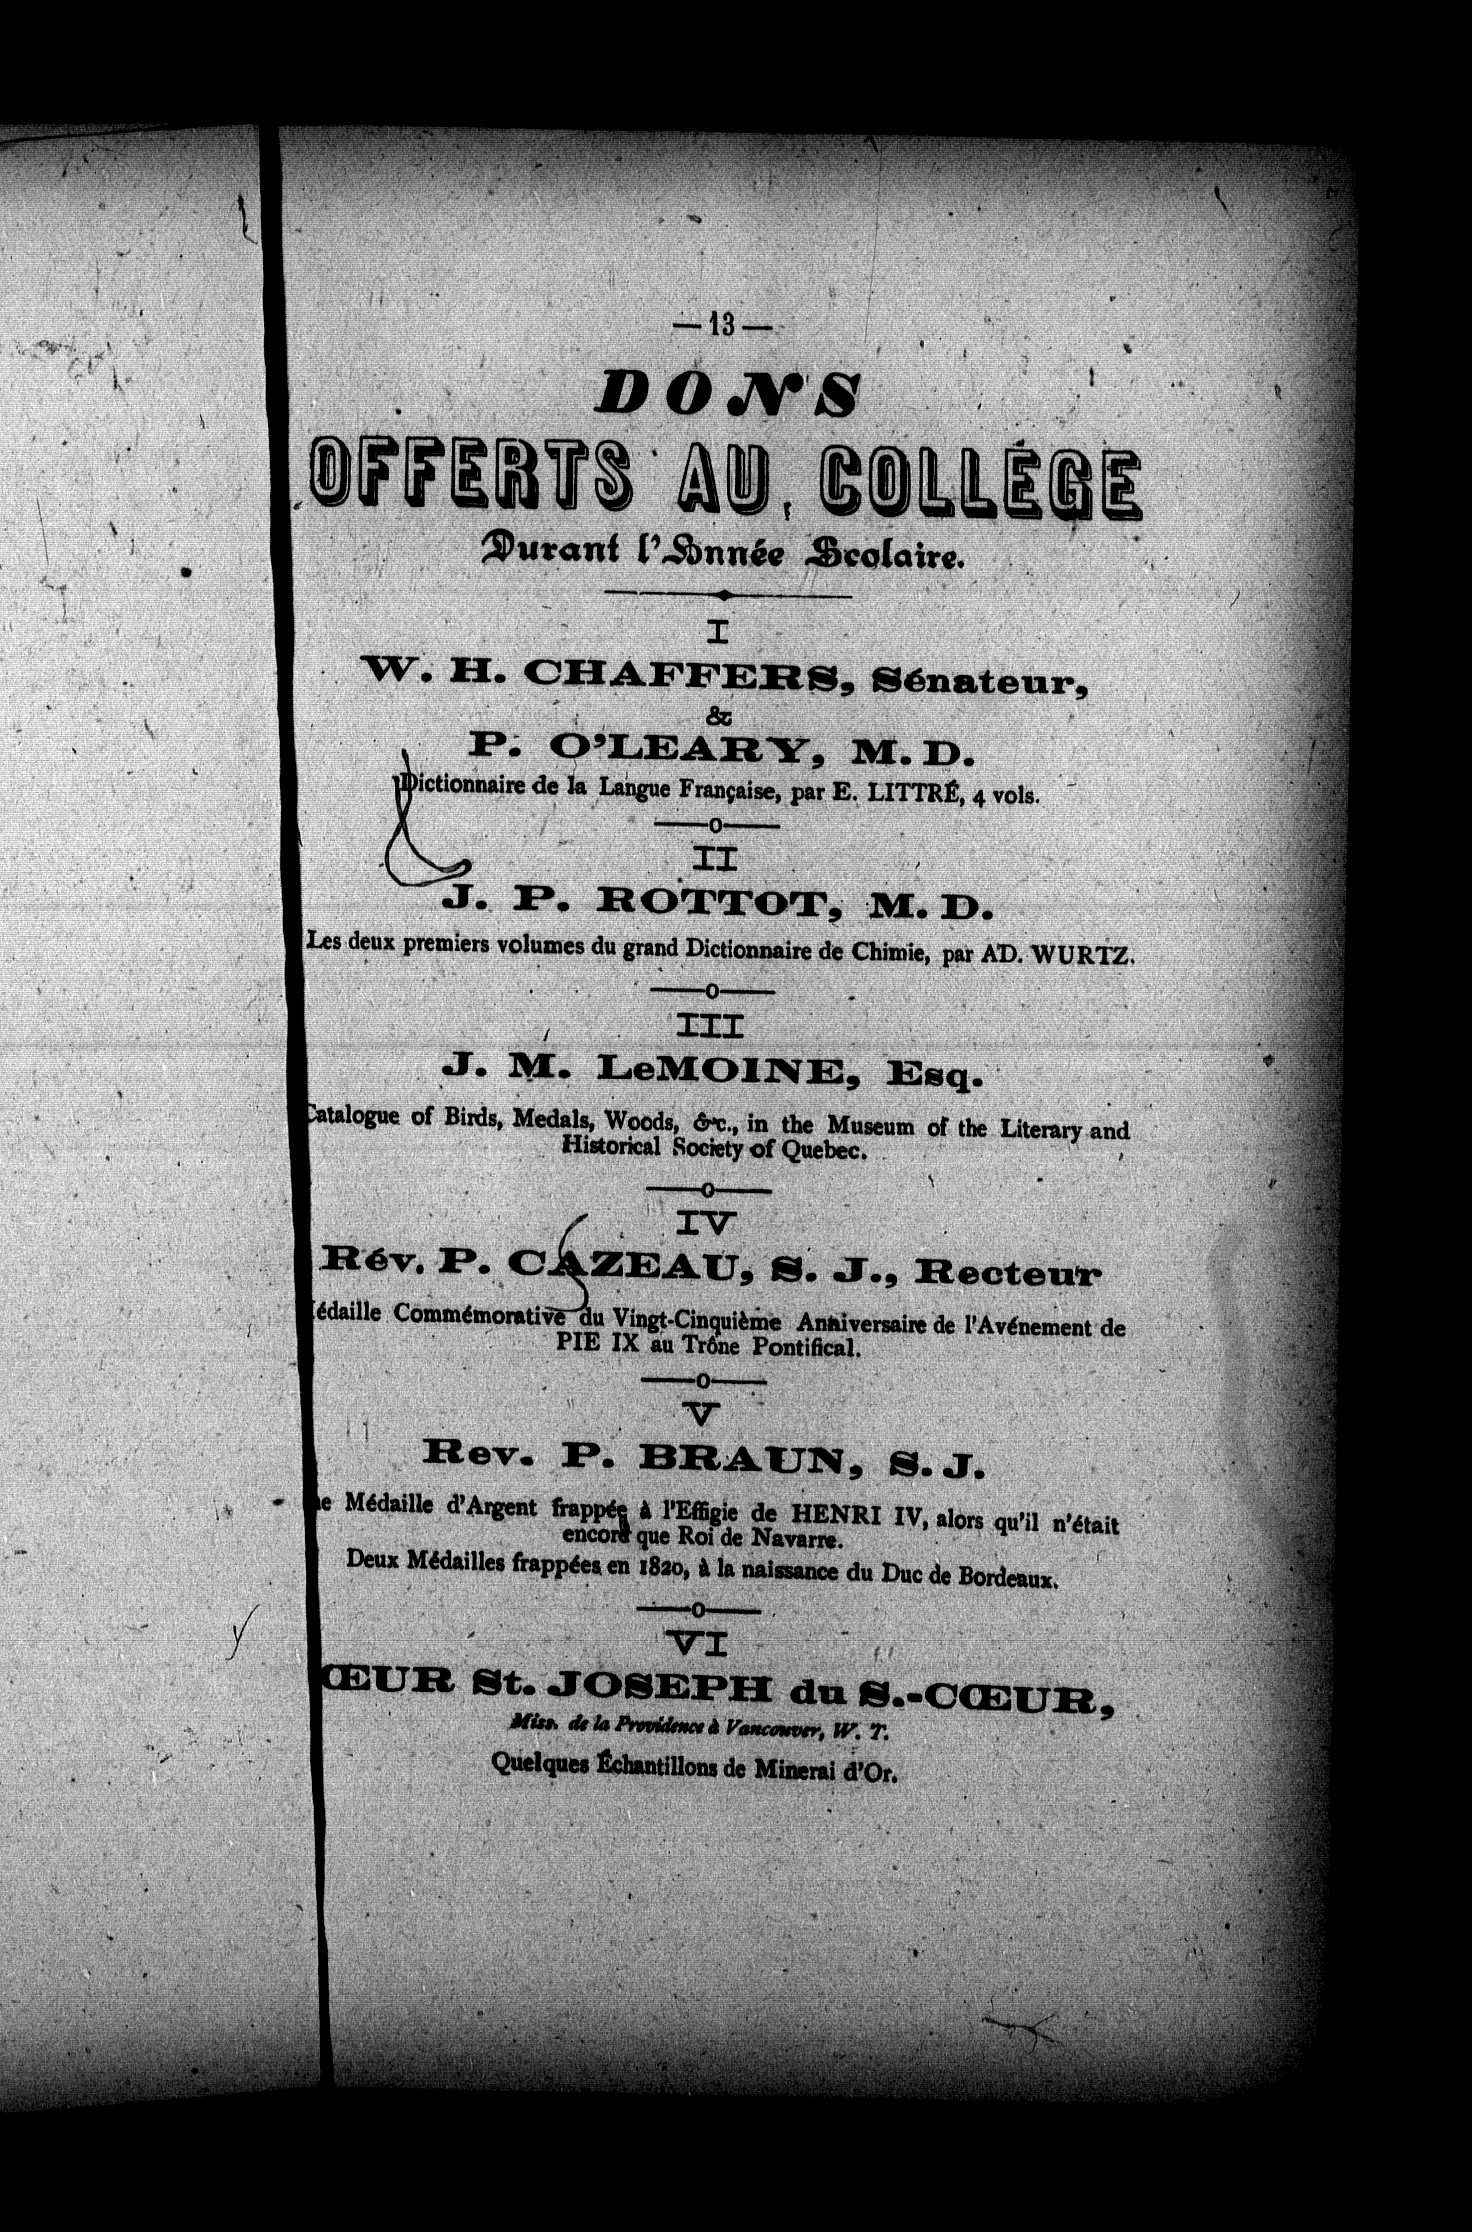 — 13 —
DONS
OFFERTS AU COLLÉGE
Durant l'Année Scolaire.
I
W. H. CHAFFERS, Sénateur,
&
P. O'LEARY, M. D.
Dictionnaire de la Langue Française, par E. LITTRÉ, 4 vols.
II
J. P. ROTTOT, M. D.
Les deux premiers volumes du grand Dictionnaire de Chimie, par AD. WURTZ.
III
J. M. LeMOINE, Esq.
Catalogue of Birds, Medals, Woods, &c., in the Museum of the Literary and
Historical Society of Quebec.
IV
Rév. P. CAZEAU, S. J., Recteur
édaille Commémorative du Vingt-Cinquième Anniversaire de l'Avénement de
PIE IX au Trône Pontifical.
V
Rev. P. BRAUN, S. J.
ne Médaille d'Argent frappée à l'Effigie de HENRI IV, alors qu'il n'était
encore que Roi de Navarre.
Deux Médailles frappées en 1820, à la naissance du Duc de Bordeaux.
VI
ŒUR St. JOSEPH du S.-CŒUR,
Miss. de la Providence à Vancouver, W. T.
Quelques Échantillons de Minerai d'Or.